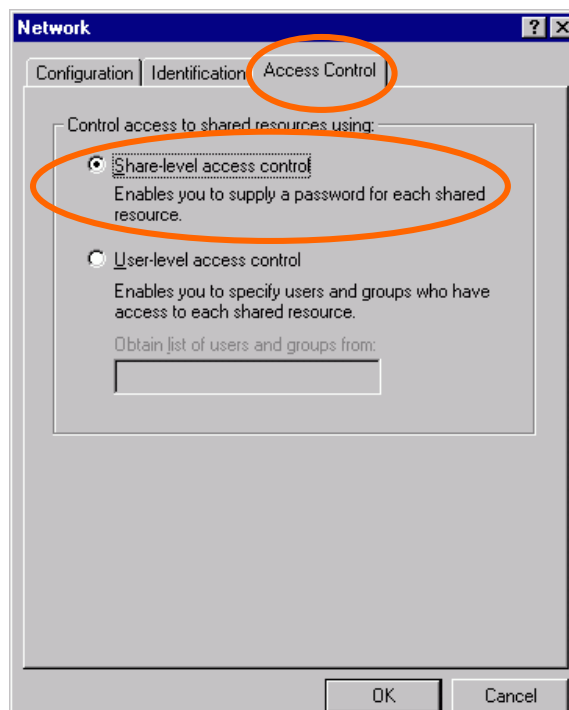 Network
Configuration Identification Access Control
Control access to shared resources using:
Share-level access control
Enables you to supply a password for each shared
resource.
User-level access control
Enables you to specify users and groups who have
access to each shared resource.
Obtain list of users and groups from:
OK Cancel